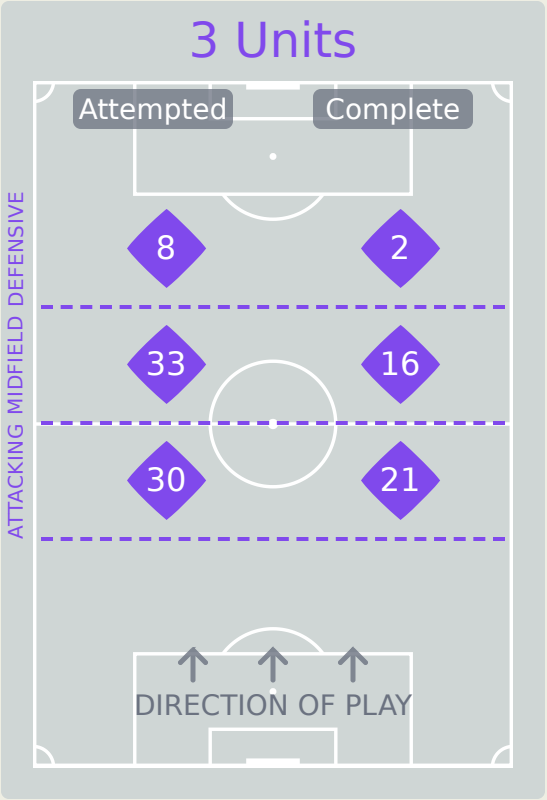 3 Units
Attempted Complete
ATTACKING MIDFIELD DEFENSIVE
8 2
33 16
30 21
DIRECTION OF PLAY